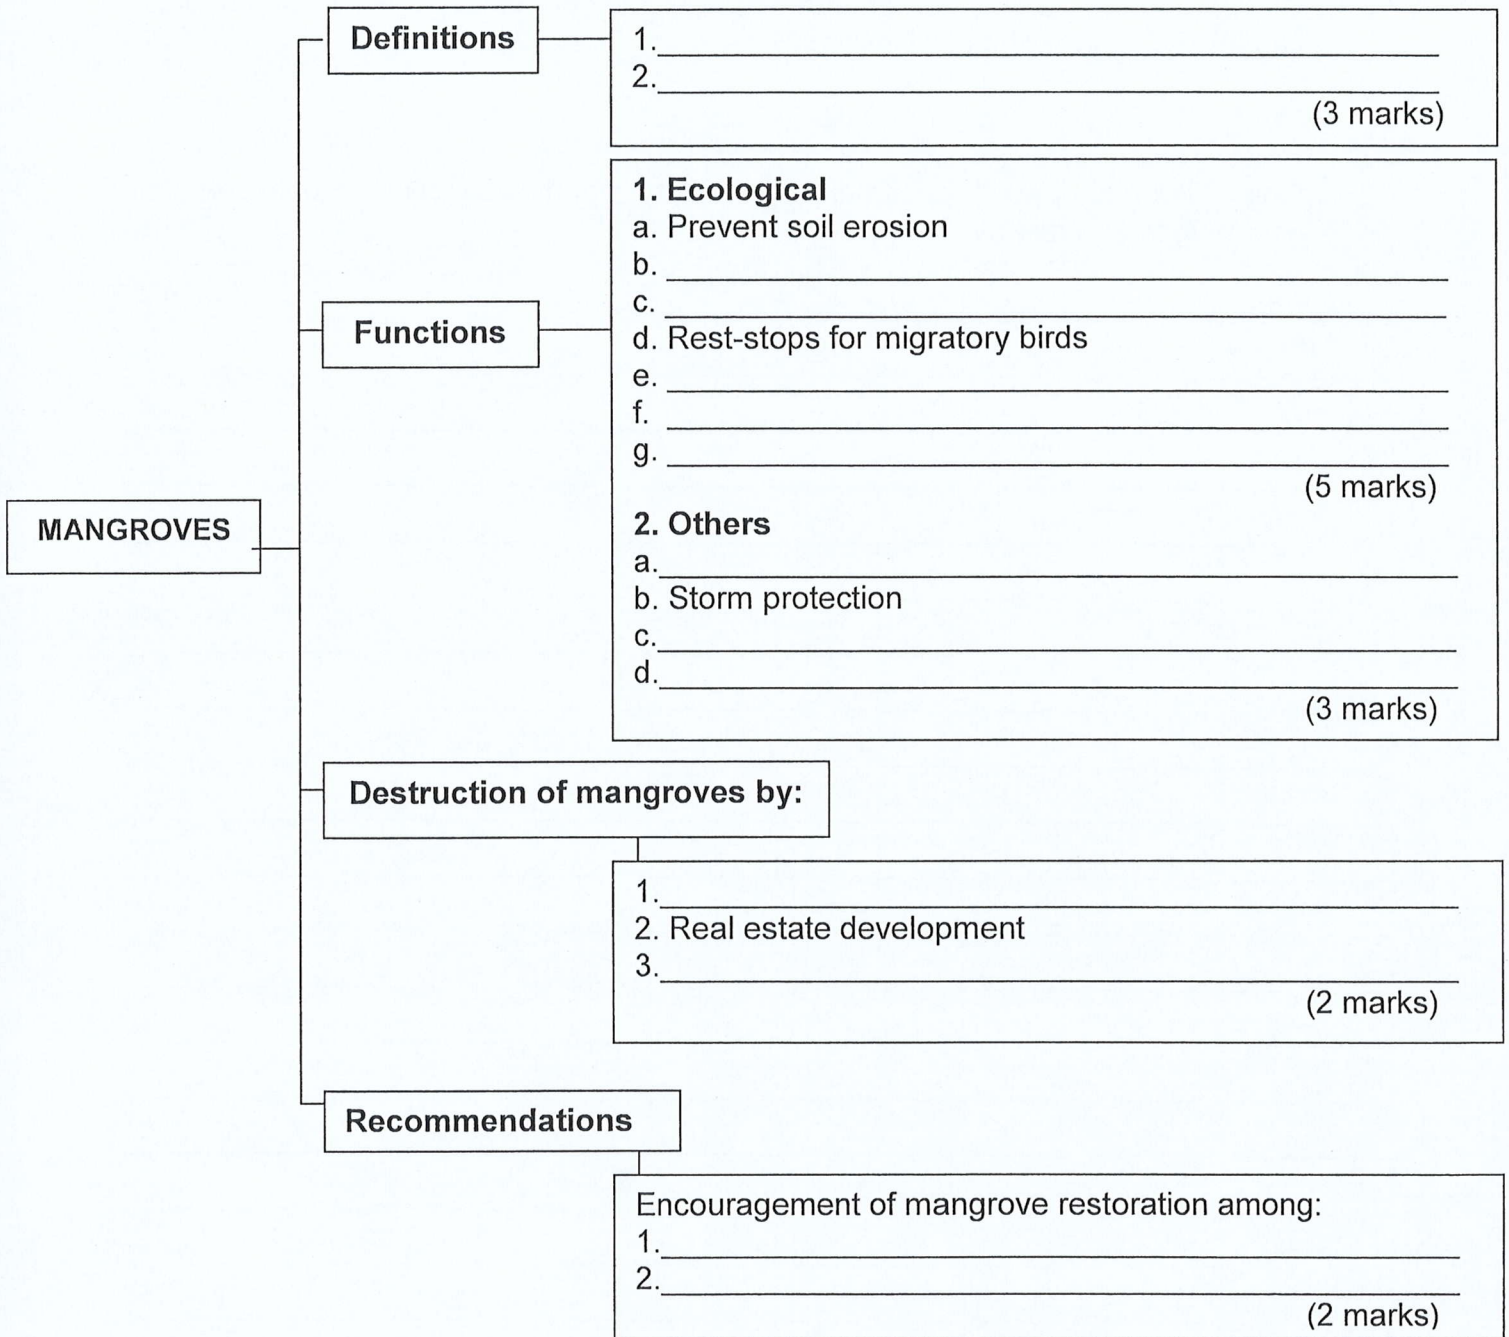 Definitions
1.
2.
(3 marks)
1. Ecological
a. Prevent soil erosion
b.
c.
Functions
d. Rest-stops for migratory birds
e.
f.
g.
(5 marks)
MANGROVES
2. Others
a.
b. Storm protection
c.
d.
(3 marks)
Destruction of mangroves by:
1.
2. Real estate development
3.
(2 marks)
Recommendations
Encouragement of mangrove restoration among:
1.
2.
(2 marks)